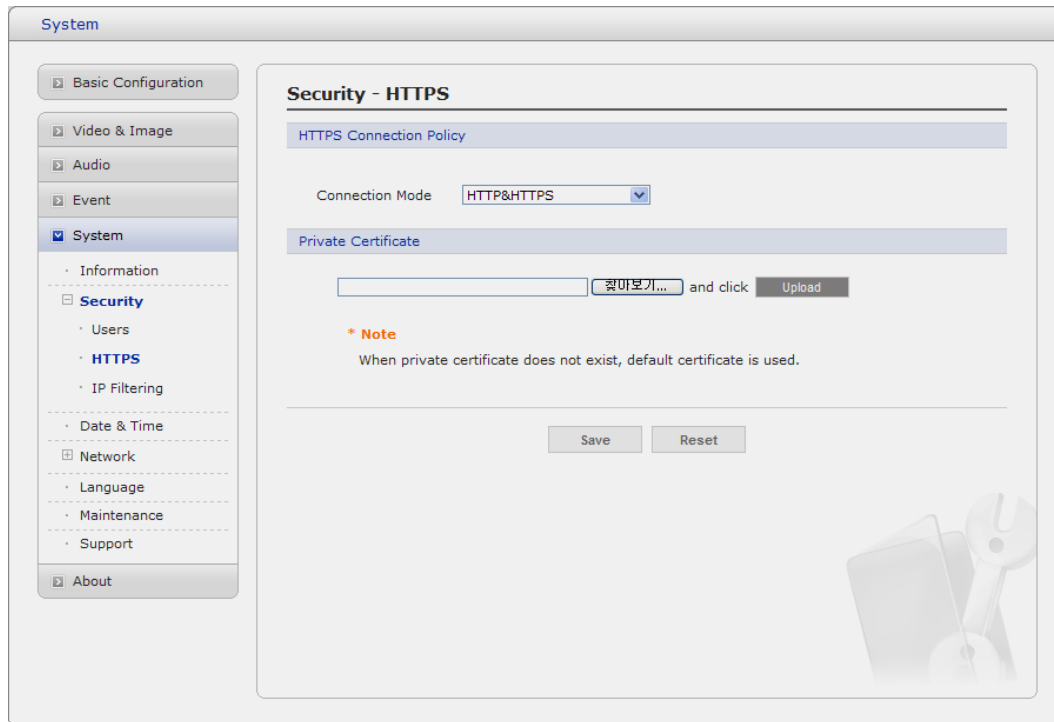 System
Basic Configuration
Video & Image
Audio
Event
System
Information
Security
Users
HTTPS
IP Filtering
Date & Time
Network
Language
Maintenance
Support
About
Security - HTTPS
HTTPS Connection Policy
Connection Mode HTTP&HTTPS
Private Certificate
찾아보기... and click Upload
* Note
When private certificate does not exist, default certificate is used.
Save Reset